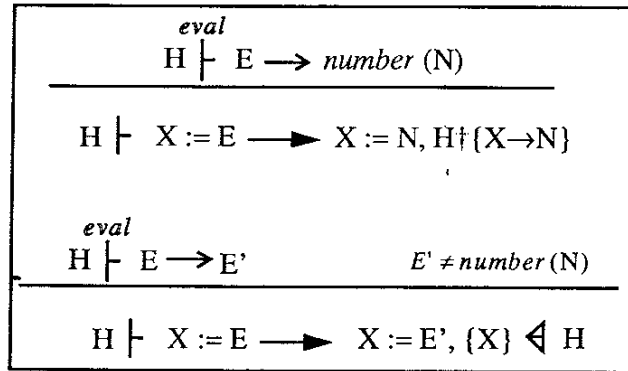 eval
H ⊢ E → number (N)
H ⊢ X := E → X := N, H†{X→N}
eval
H ⊢ E → E' E' ≠ number (N)
H ⊢ X := E → X := E', {X} ⩤ H